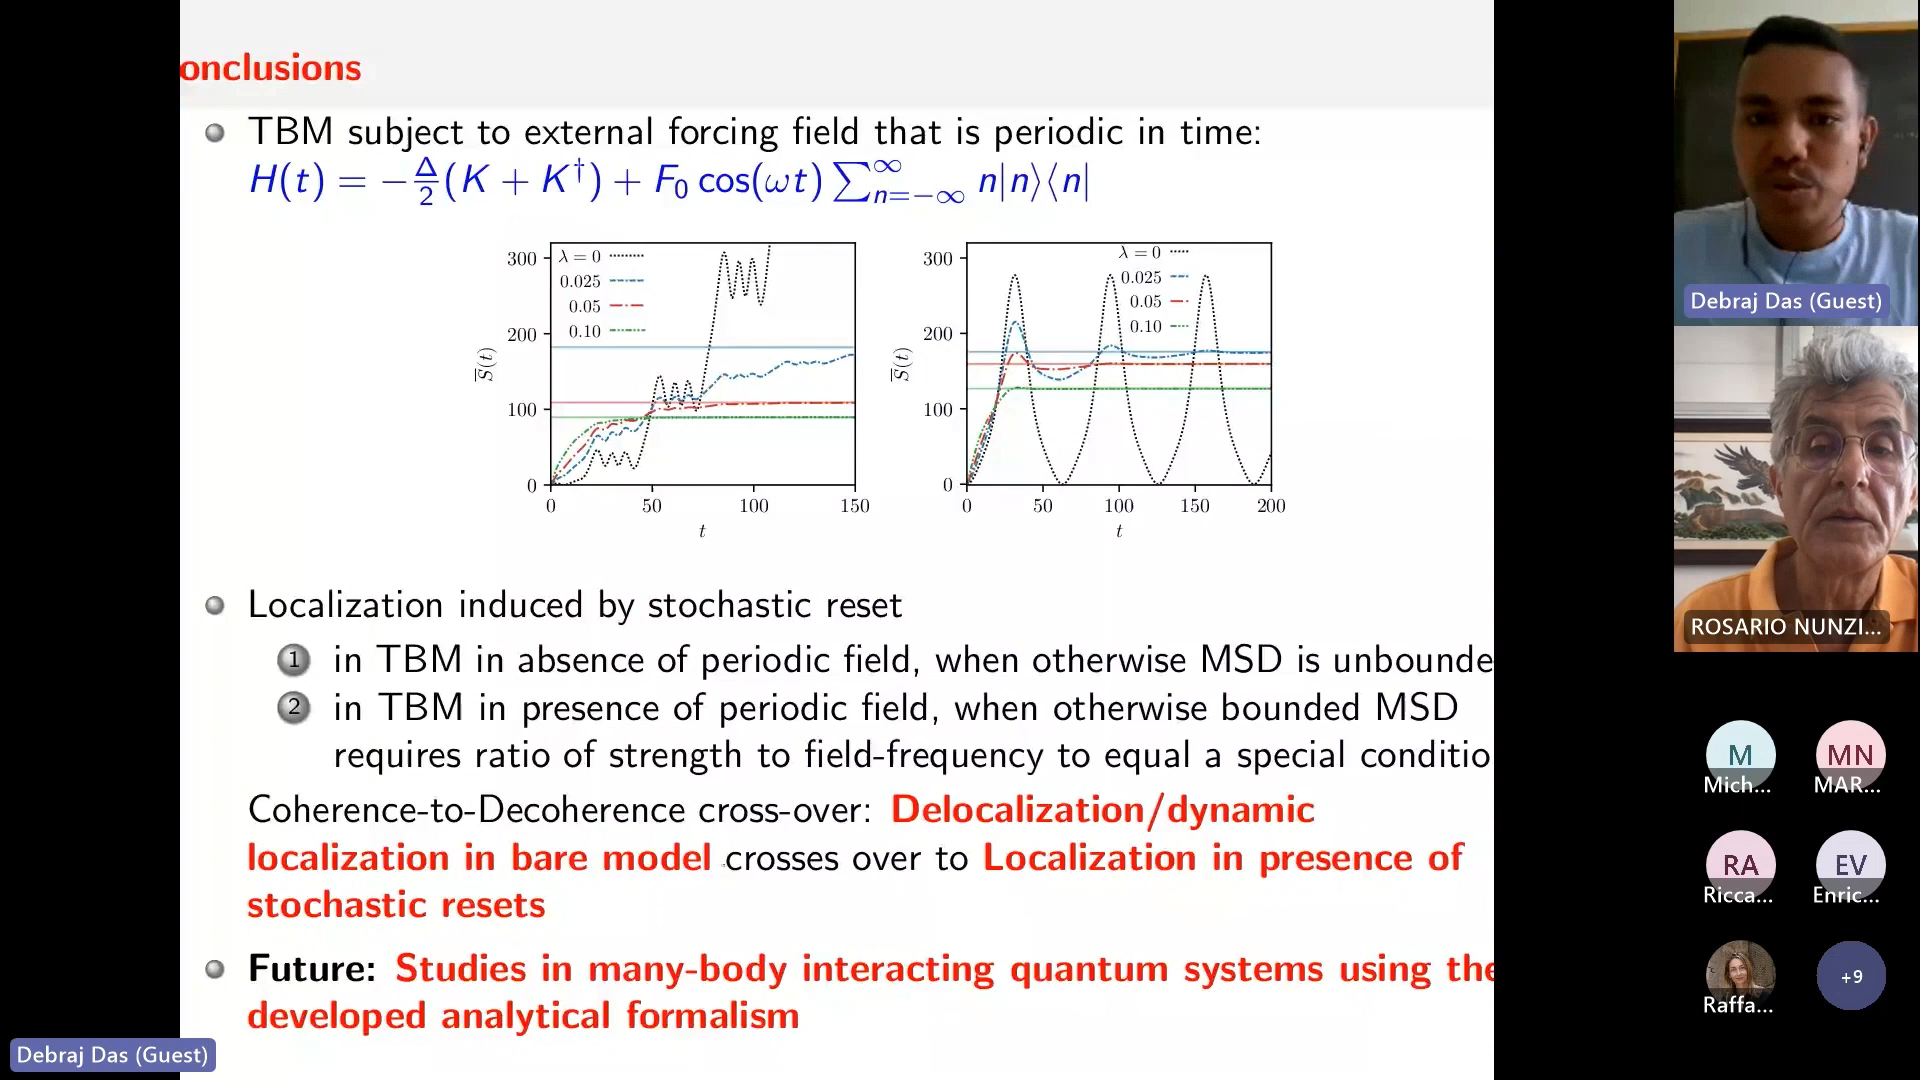 onclusions
TBM subject to external forcing field that is periodic in time:
H(t) = −Δ/2(K + K†) + F₀ cos(ωt) ∑_{n=−∞}^{∞} n|n⟩⟨n|
300
200
100
0
S̅(t)
λ = 0
0.025
0.05
0.10
0 50 100 150
t
300
200
100
0
S̅(t)
λ = 0
0.025
0.05
0.10
0 50 100 150 200
t
Localization induced by stochastic reset
1 in TBM in absence of periodic field, when otherwise MSD is unbounde
2 in TBM in presence of periodic field, when otherwise bounded MSD
requires ratio of strength to field-frequency to equal a special conditio
Coherence-to-Decoherence cross-over: Delocalization/dynamic
localization in bare model crosses over to Localization in presence of
stochastic resets
Future: Studies in many-body interacting quantum systems using the
developed analytical formalism
Debraj Das (Guest)
Debraj Das (Guest)
ROSARIO NUNZI...
M
Mich...
MN
MAR...
RA
Ricca...
EV
Enric...
Raffa...
+9